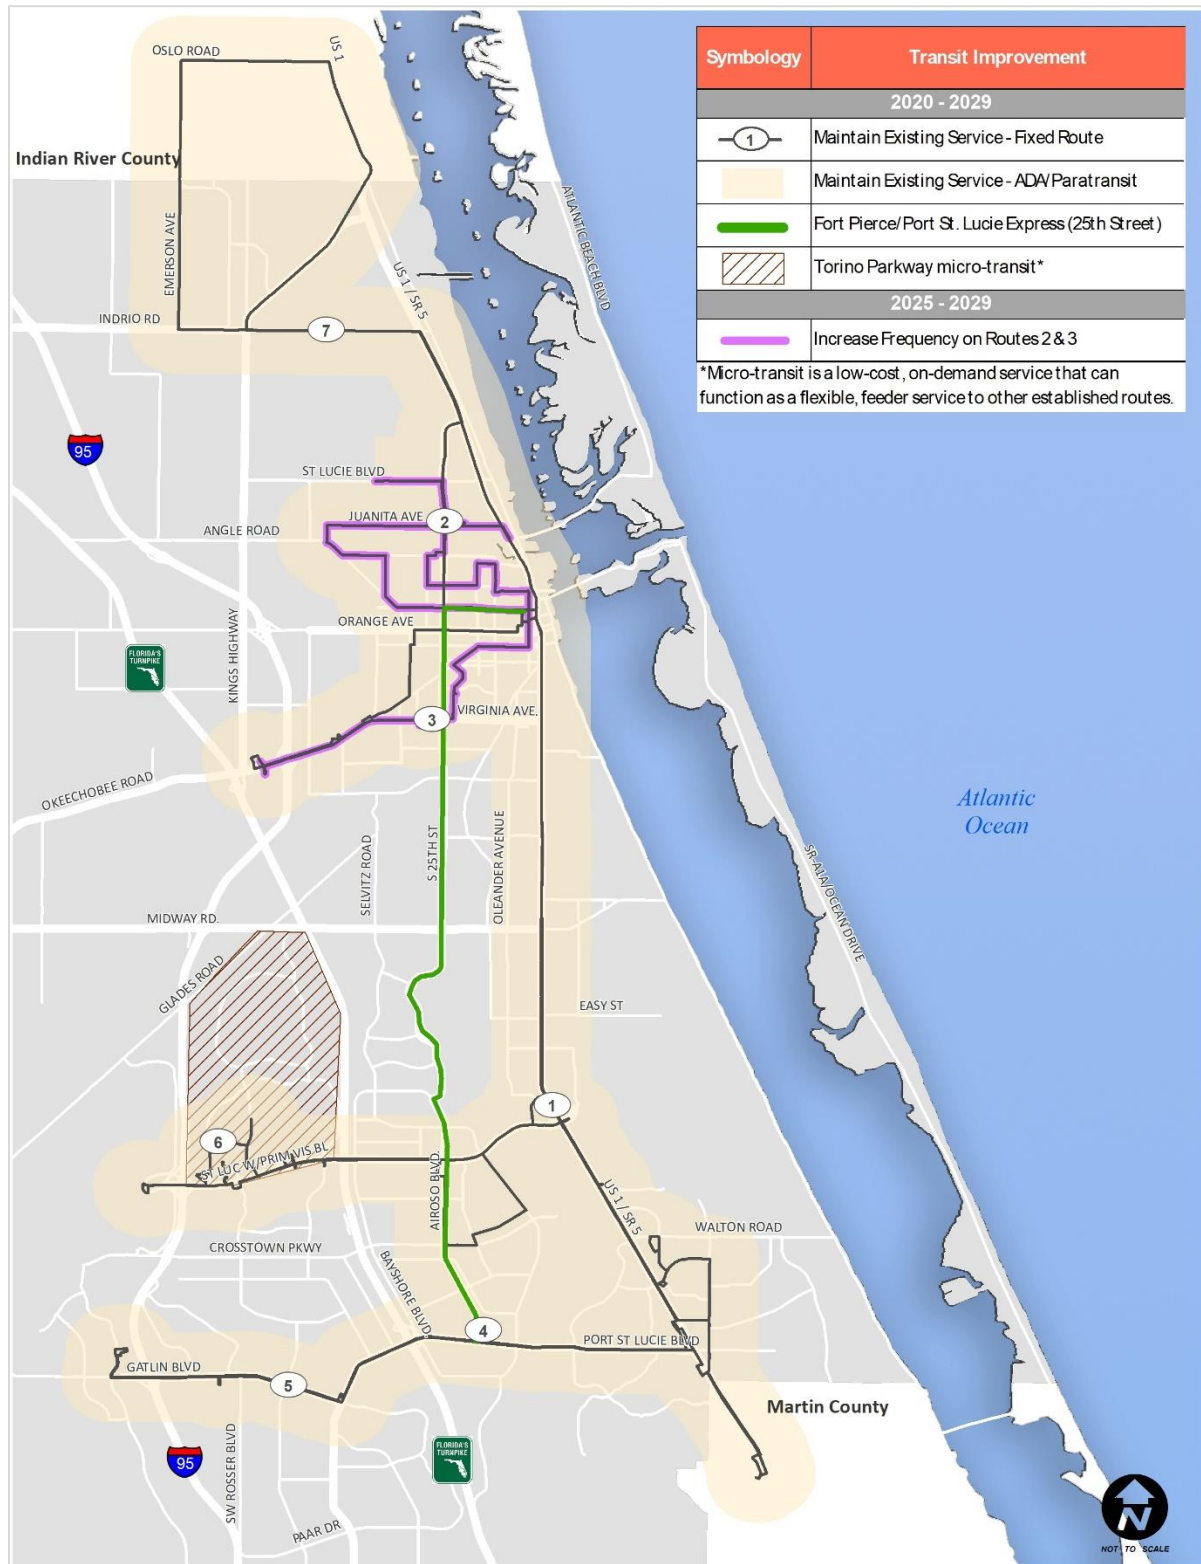 OSLO ROAD
US 1
Indian River County
EMERSON AVE
INDRIO RD
7
US 1 / SR 5
ATLANTIC BEACH BLVD
Symbology
Transit Improvement
2020 - 2029
1
Maintain Existing Service - Fixed Route
Maintain Existing Service - ADA/Paratransit
Fort Pierce/Port St. Lucie Express (25th Street)
Torino Parkway micro-transit*
2025 - 2029
Increase Frequency on Routes 2 & 3
*Micro-transit is a low-cost, on-demand service that can
function as a flexible, feeder service to other established routes.
95
ST LUCIE BLVD
JUANITA AVE
2
ANGLE ROAD
ORANGE AVE
KINGS HIGHWAY
FLORIDA'S
TURNPIKE
3
VIRGINIA AVE.
OKEECHOBEE ROAD
SELVITZ ROAD
S 25TH ST
OLEANDER AVENUE
Atlantic
Ocean
SR-A1A/OCEAN DRIVE
MIDWAY RD.
GLADES ROAD
EASY ST
1
6
ST LUC W/PRIM VIS BL
AIROSO BLVD.
US 1 / SR 5
WALTON ROAD
CROSSTOWN PKWY
BAYSHORE BLVD
4
PORT ST LUCIE BLVD
GATLIN BLVD
5
Martin County
SW ROSSER BLVD
95
FLORIDA'S
TURNPIKE
PAAR DR
N
NOT TO SCALE